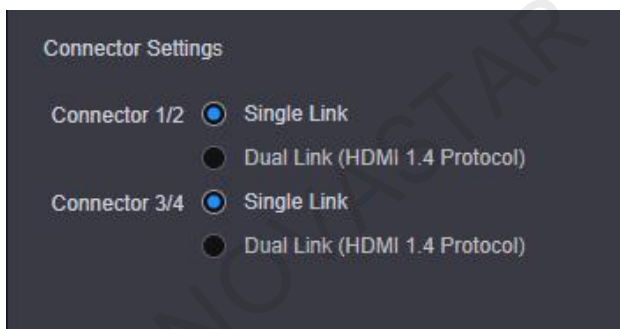 Connector Settings
Connector 1/2 Single Link
Dual Link (HDMI 1.4 Protocol)
Connector 3/4 Single Link
Dual Link (HDMI 1.4 Protocol)
NOVASTAR